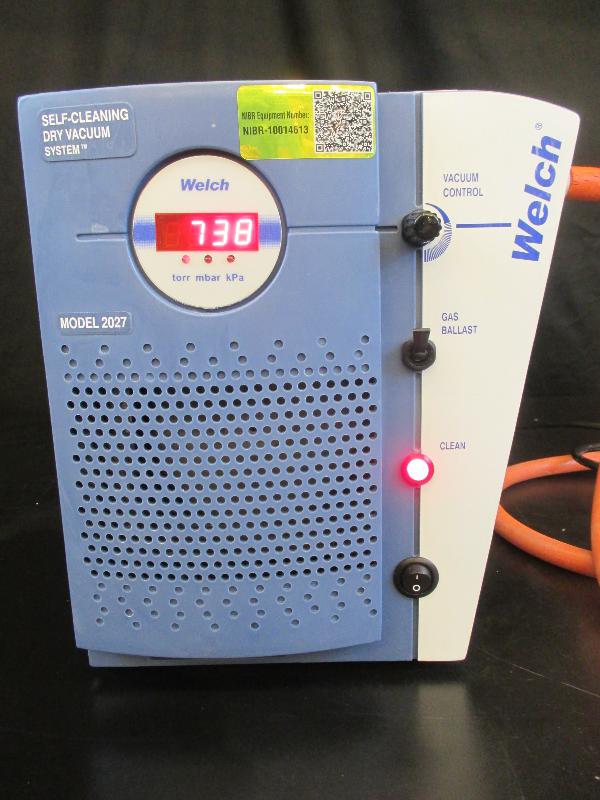 SELF-CLEANING
DRY VACUUM
SYSTEM™
NIBR Equipment Number:
NIBR-10014613
Welch
738
torr mbar kPa
MODEL 2027
VACUUM
CONTROL
Welch®
GAS
BALLAST
CLEAN
I
O